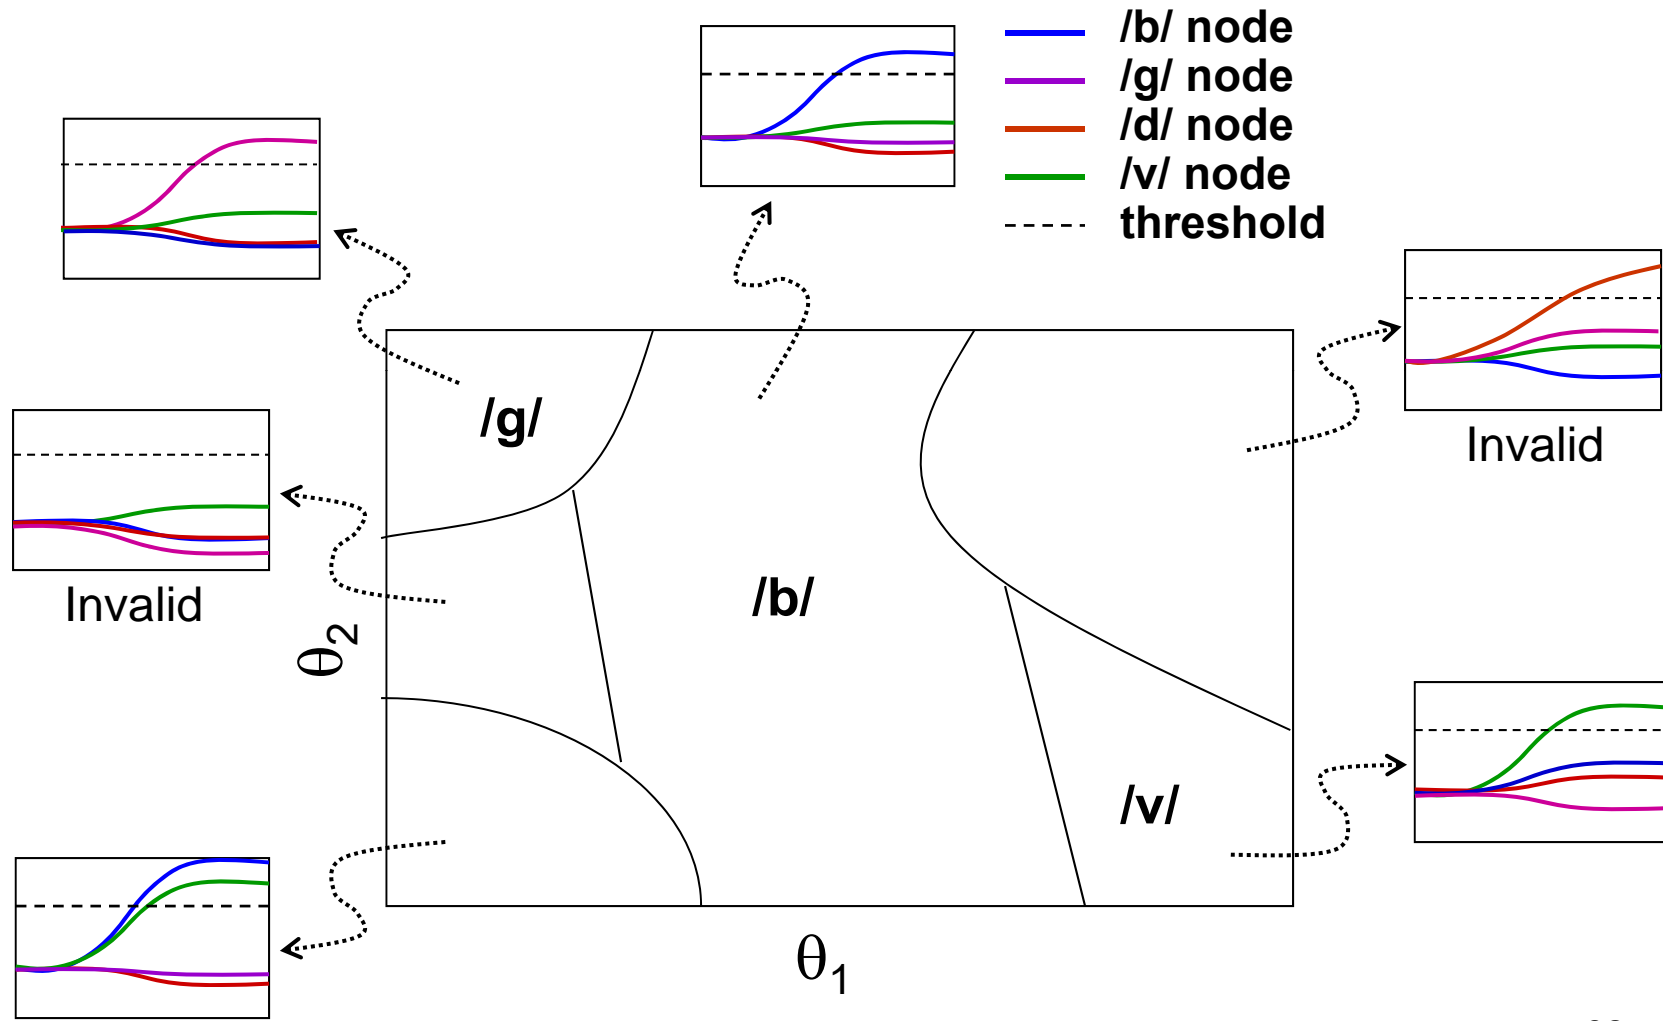 /b/ node
/g/ node
/d/ node
/v/ node
threshold
/g/
Invalid
Invalid
/b/
θ2
/v/
θ1